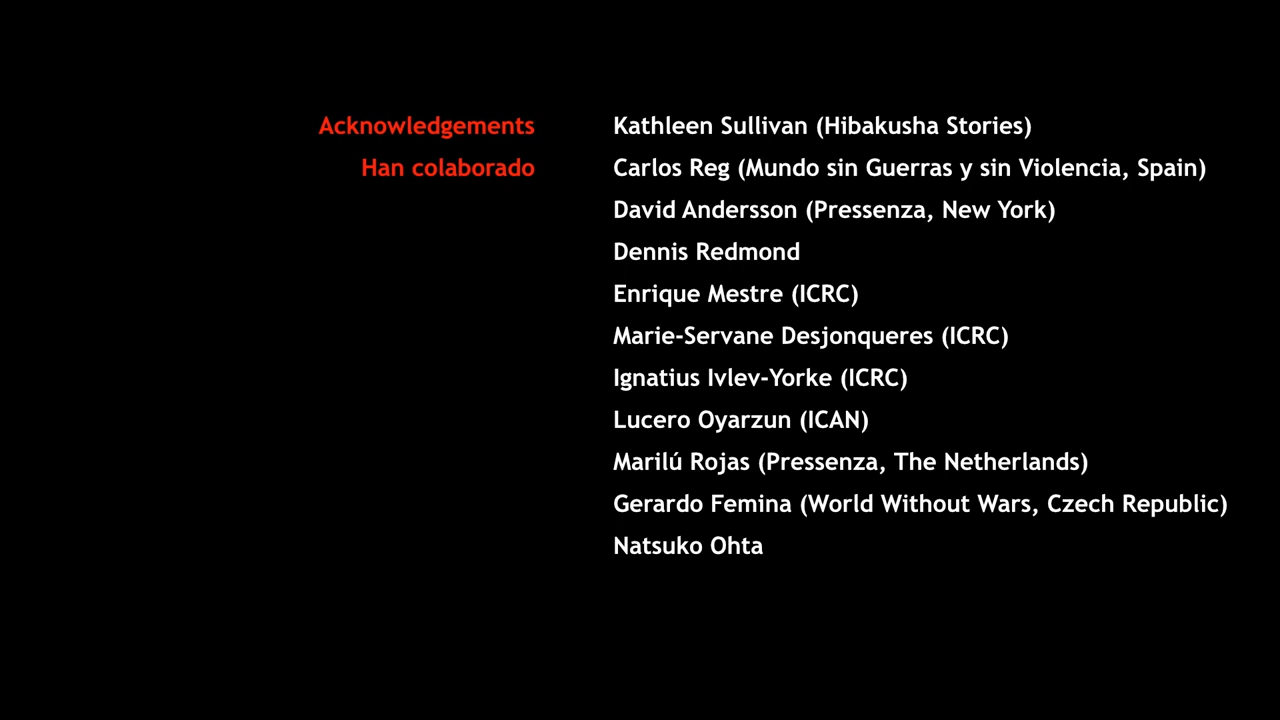 Acknowledgements
Han colaborado
Kathleen Sullivan (Hibakusha Stories)
Carlos Reg (Mundo sin Guerras y sin Violencia, Spain)
David Andersson (Pressenza, New York)
Dennis Redmond
Enrique Mestre (ICRC)
Marie-Servane Desjonqueres (ICRC)
Ignatius Ivlev-Yorke (ICRC)
Lucero Oyarzun (ICAN)
Marilú Rojas (Pressenza, The Netherlands)
Gerardo Femina (World Without Wars, Czech Republic)
Natsuko Ohta